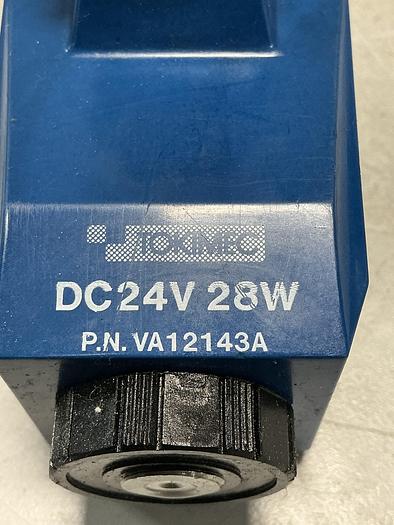 TOKIMEC
DC24V 28W
P.N. VA12143A